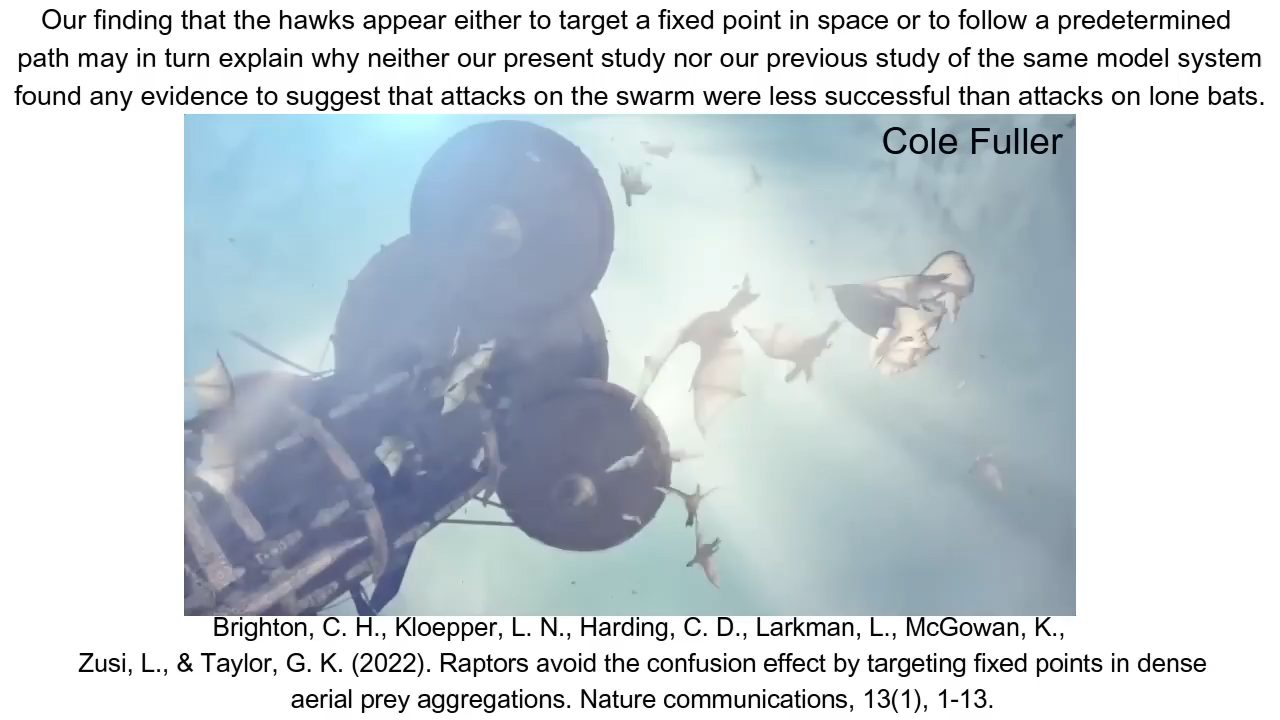 Our finding that the hawks appear either to target a fixed point in space or to follow a predetermined
path may in turn explain why neither our present study nor our previous study of the same model system
found any evidence to suggest that attacks on the swarm were less successful than attacks on lone bats.
Cole Fuller
Brighton, C. H., Kloepper, L. N., Harding, C. D., Larkman, L., McGowan, K.,
Zusi, L., & Taylor, G. K. (2022). Raptors avoid the confusion effect by targeting fixed points in dense
aerial prey aggregations. Nature communications, 13(1), 1-13.